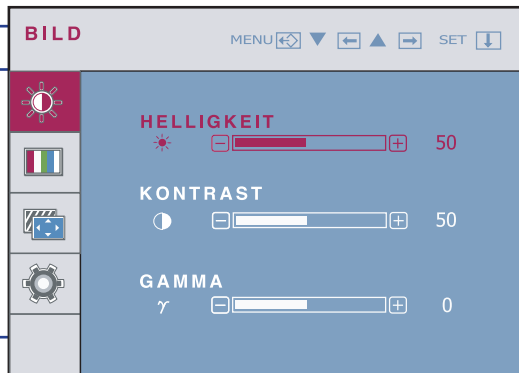 BILD MENU SET
HELLIGKEIT
50
KONTRAST
50
GAMMA
γ 0